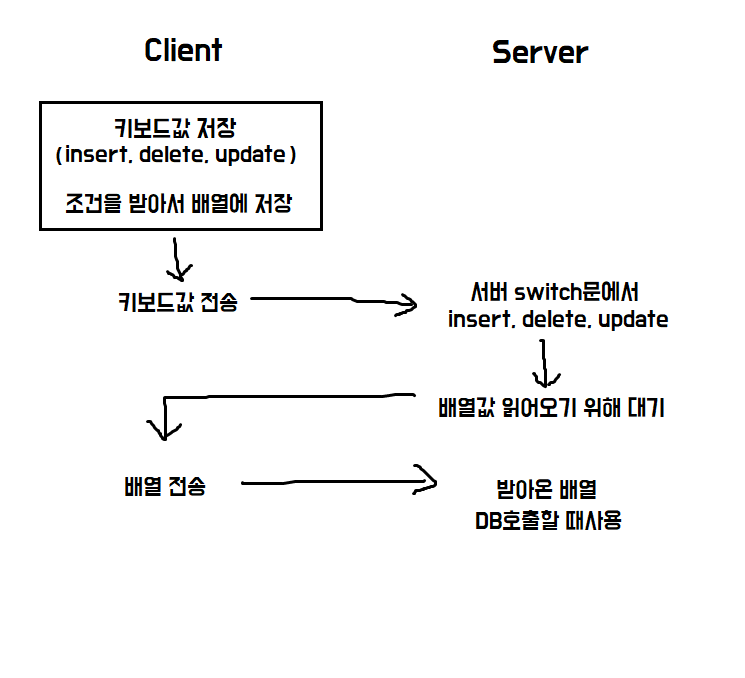 Client
Server
키보드값 저장
(insert, delete, update)
조건을 받아서 배열에 저장
키보드값 전송
서버 switch문에서
insert, delete, update
배열값 읽어오기 위해 대기
배열 전송
받아온 배열
DB호출할 때사용